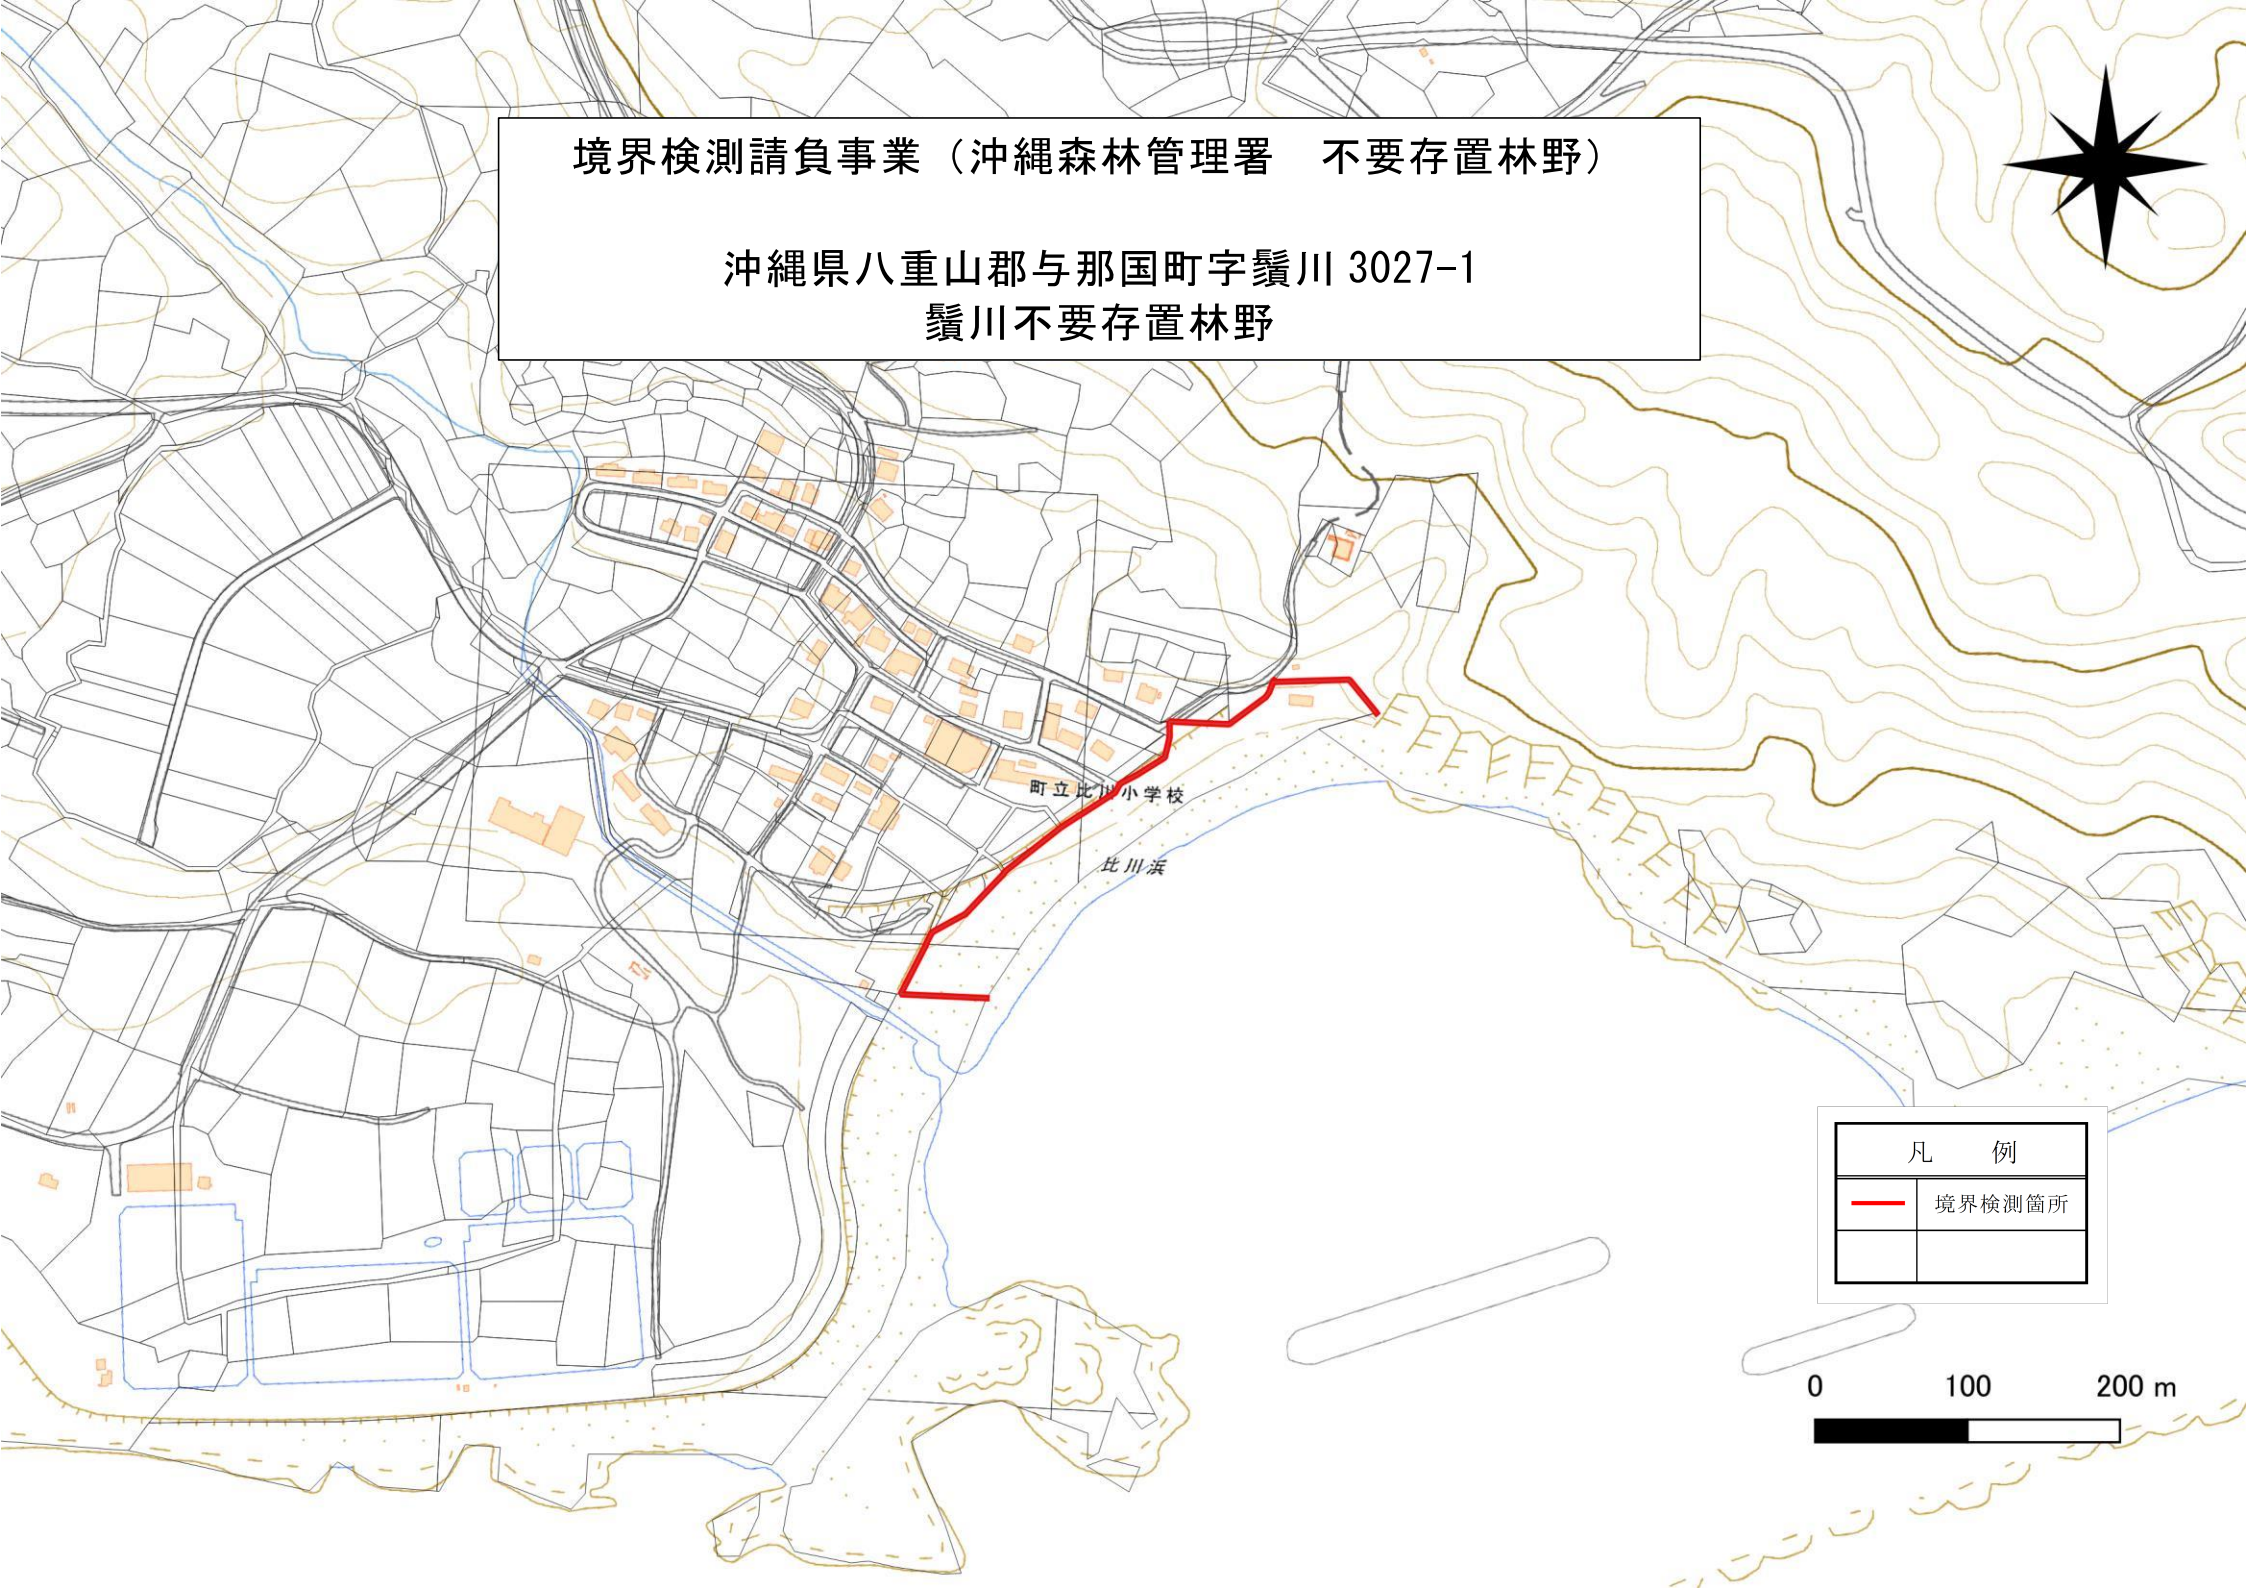 境界検測請負事業（沖縄森林管理署　不要存置林野）
沖縄県八重山郡与那国町字鬚川 3027-1
鬚川不要存置林野
町立比川小学校
比川浜
凡　例
境界検測箇所
0 100 200 m